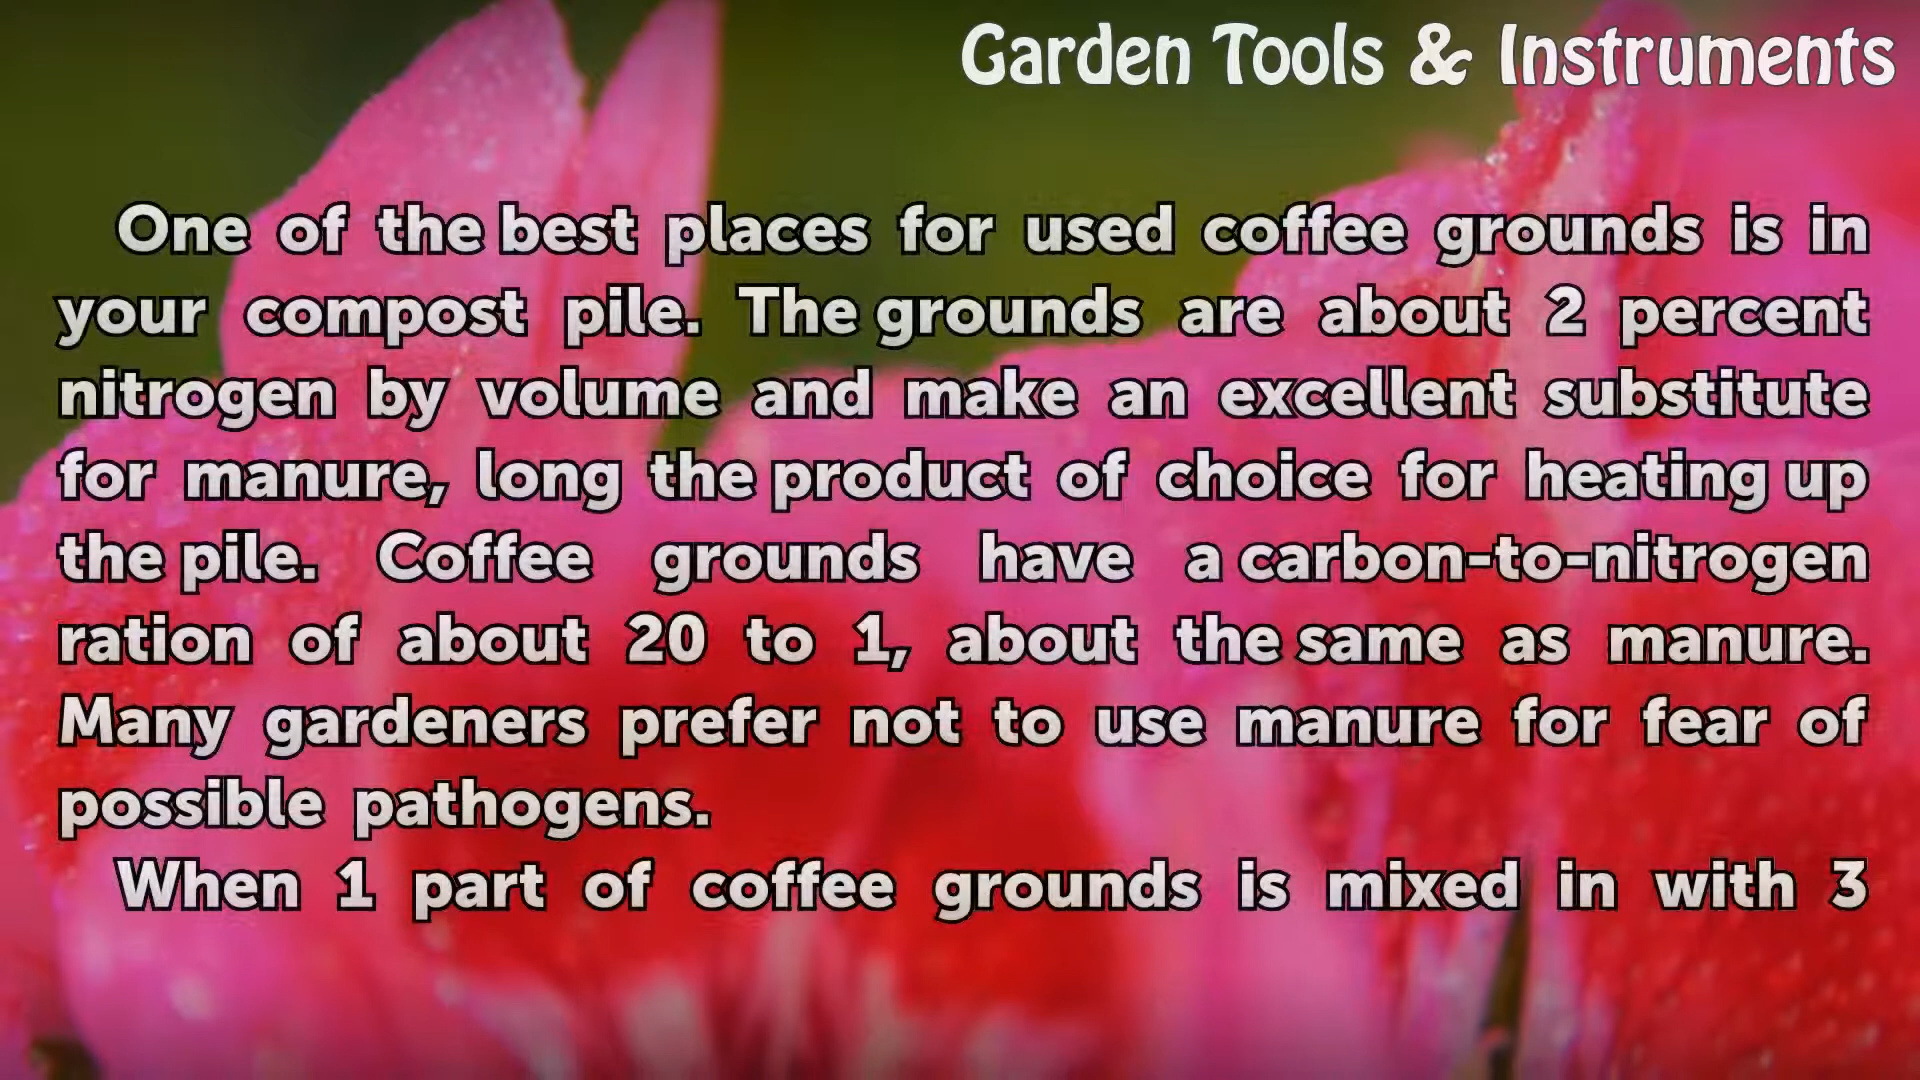 Garden Tools & Instruments
One of the best places for used coffee grounds is in
your compost pile. The grounds are about 2 percent
nitrogen by volume and make an excellent substitute
for manure, long the product of choice for heating up
the pile. Coffee grounds have a carbon-to-nitrogen
ration of about 20 to 1, about the same as manure.
Many gardeners prefer not to use manure for fear of
possible pathogens.
When 1 part of coffee grounds is mixed in with 3